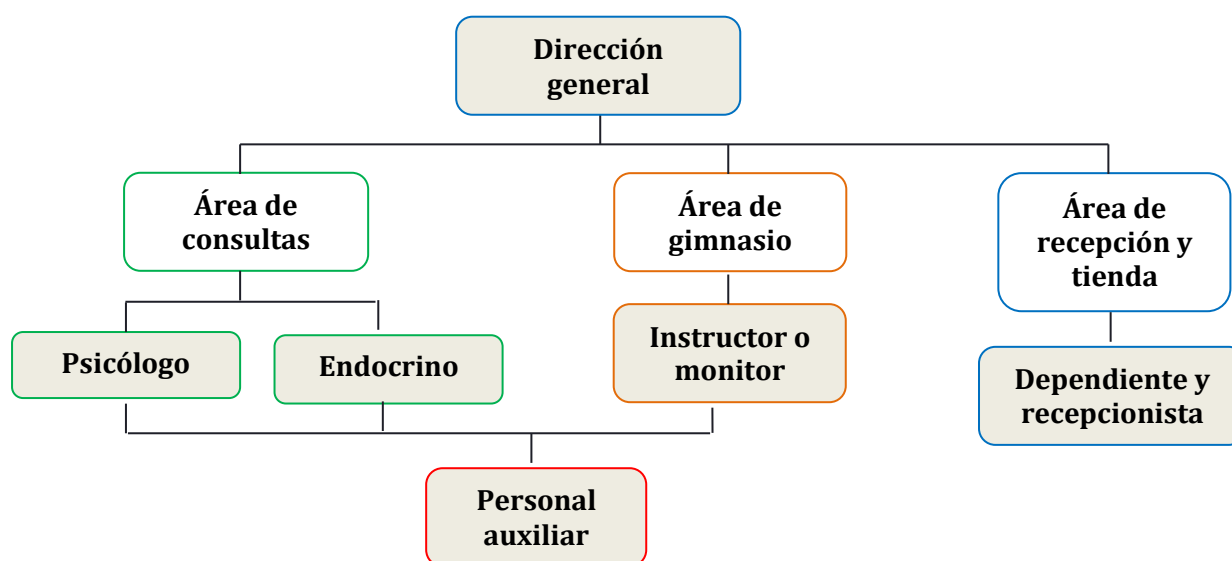 Dirección
general
Área de
consultas
Área de
gimnasio
Área de
recepción y
tienda
Psicólogo
Endocrino
Instructor o
monitor
Dependiente y
recepcionista
Personal
auxiliar